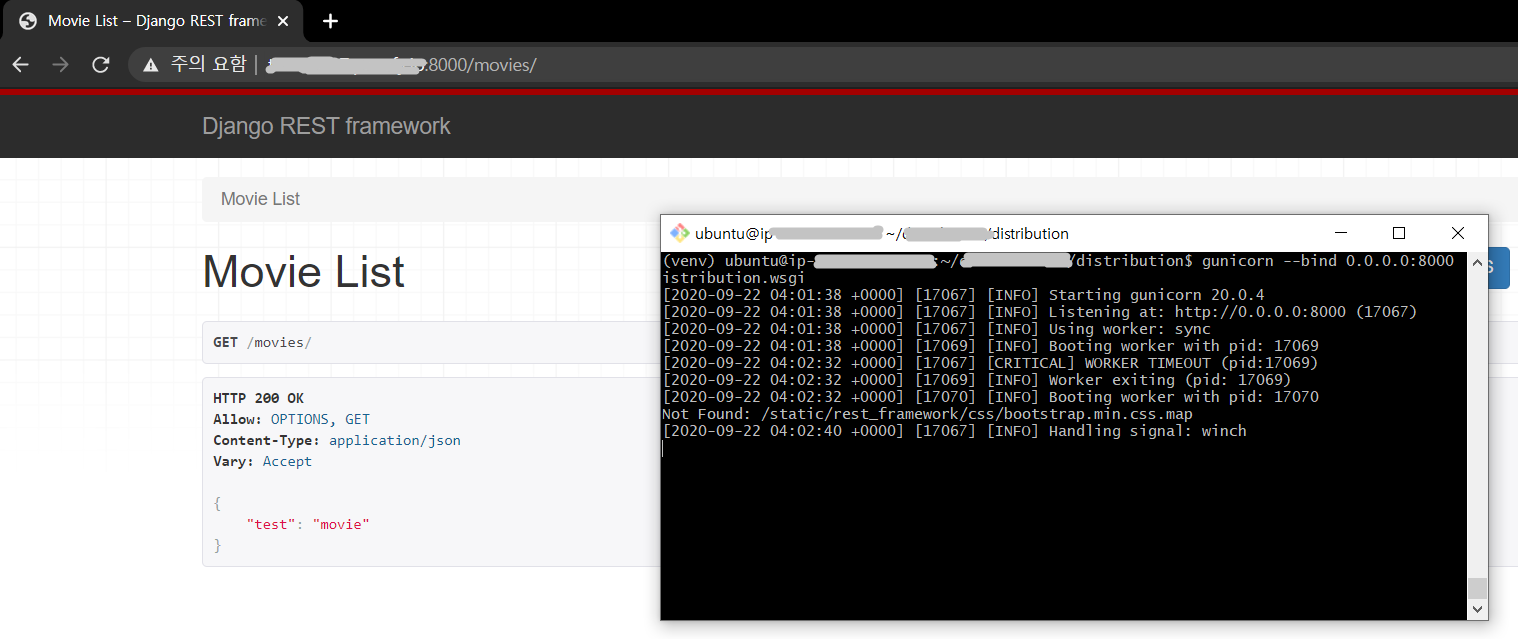 Movie List – Django REST frame
주의 요함 | :8000/movies/
Django REST framework
Movie List
Movie List
GET /movies/
HTTP 200 OK
Allow: OPTIONS, GET
Content-Type: application/json
Vary: Accept
{
"test": "movie"
}
ubuntu@ip- ~/ /distribution
(venv) ubuntu@ip- :~/ /distribution$ gunicorn --bind 0.0.0.0:8000
istribution.wsgi
[2020-09-22 04:01:38 +0000] [17067] [INFO] Starting gunicorn 20.0.4
[2020-09-22 04:01:38 +0000] [17067] [INFO] Listening at: http://0.0.0.0:8000 (17067)
[2020-09-22 04:01:38 +0000] [17067] [INFO] Using worker: sync
[2020-09-22 04:01:38 +0000] [17069] [INFO] Booting worker with pid: 17069
[2020-09-22 04:02:32 +0000] [17067] [CRITICAL] WORKER TIMEOUT (pid:17069)
[2020-09-22 04:02:32 +0000] [17069] [INFO] Worker exiting (pid: 17069)
[2020-09-22 04:02:32 +0000] [17070] [INFO] Booting worker with pid: 17070
Not Found: /static/rest_framework/css/bootstrap.min.css.map
[2020-09-22 04:02:40 +0000] [17067] [INFO] Handling signal: winch